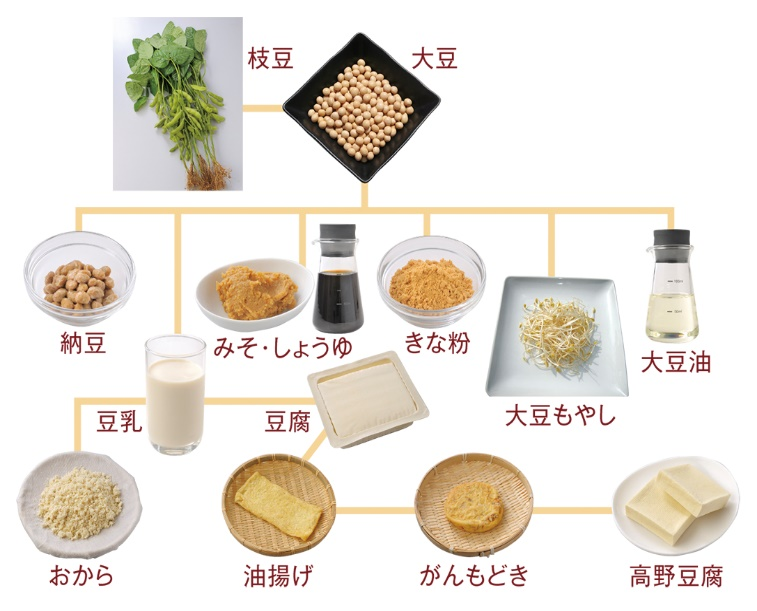 枝豆
大豆
納豆
みそ・しょうゆ
きな粉
大豆もやし
大豆油
豆乳
豆腐
おから
油揚げ
がんもどき
高野豆腐